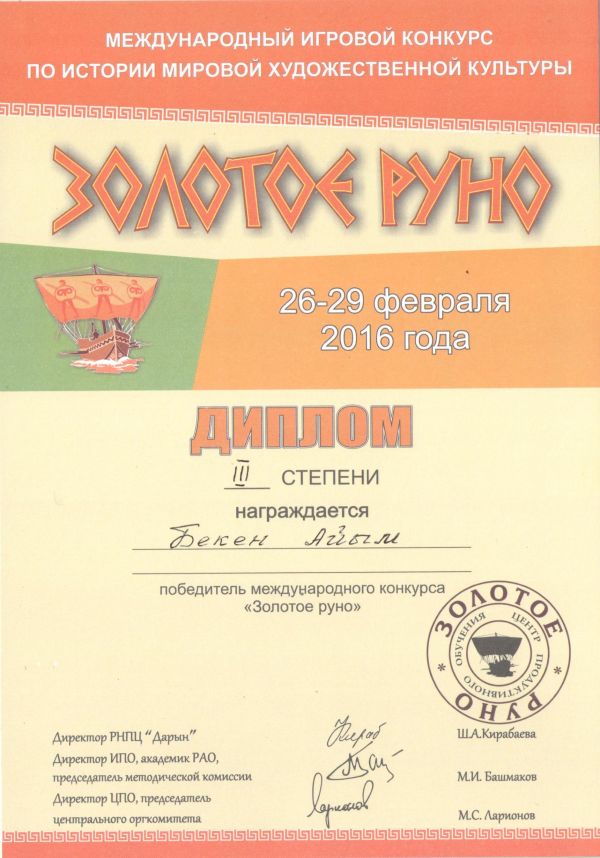 МЕЖДУНАРОДНЫЙ ИГРОВОЙ КОНКУРС
ПО ИСТОРИИ МИРОВОЙ ХУДОЖЕСТВЕННОЙ КУЛЬТУРЫ
ЗОЛОТОЕ РУНО
26-29 февраля
2016 года
ДИПЛОМ
III СТЕПЕНИ
награждается
Бекен Айым
победитель международного конкурса
«Золотое руно»
ЗОЛОТОЕ РУНО
ЦЕНТР ПРОДУКТИВНОГО ОБУЧЕНИЯ
Директор РНПЦ "Дарын" Ш.А.Кирабаева
Директор ИПО, академик РАО,
председатель методической комиссии М.И. Башмаков
Директор ЦПО, председатель
центрального оргкомитета М.С. Ларионов